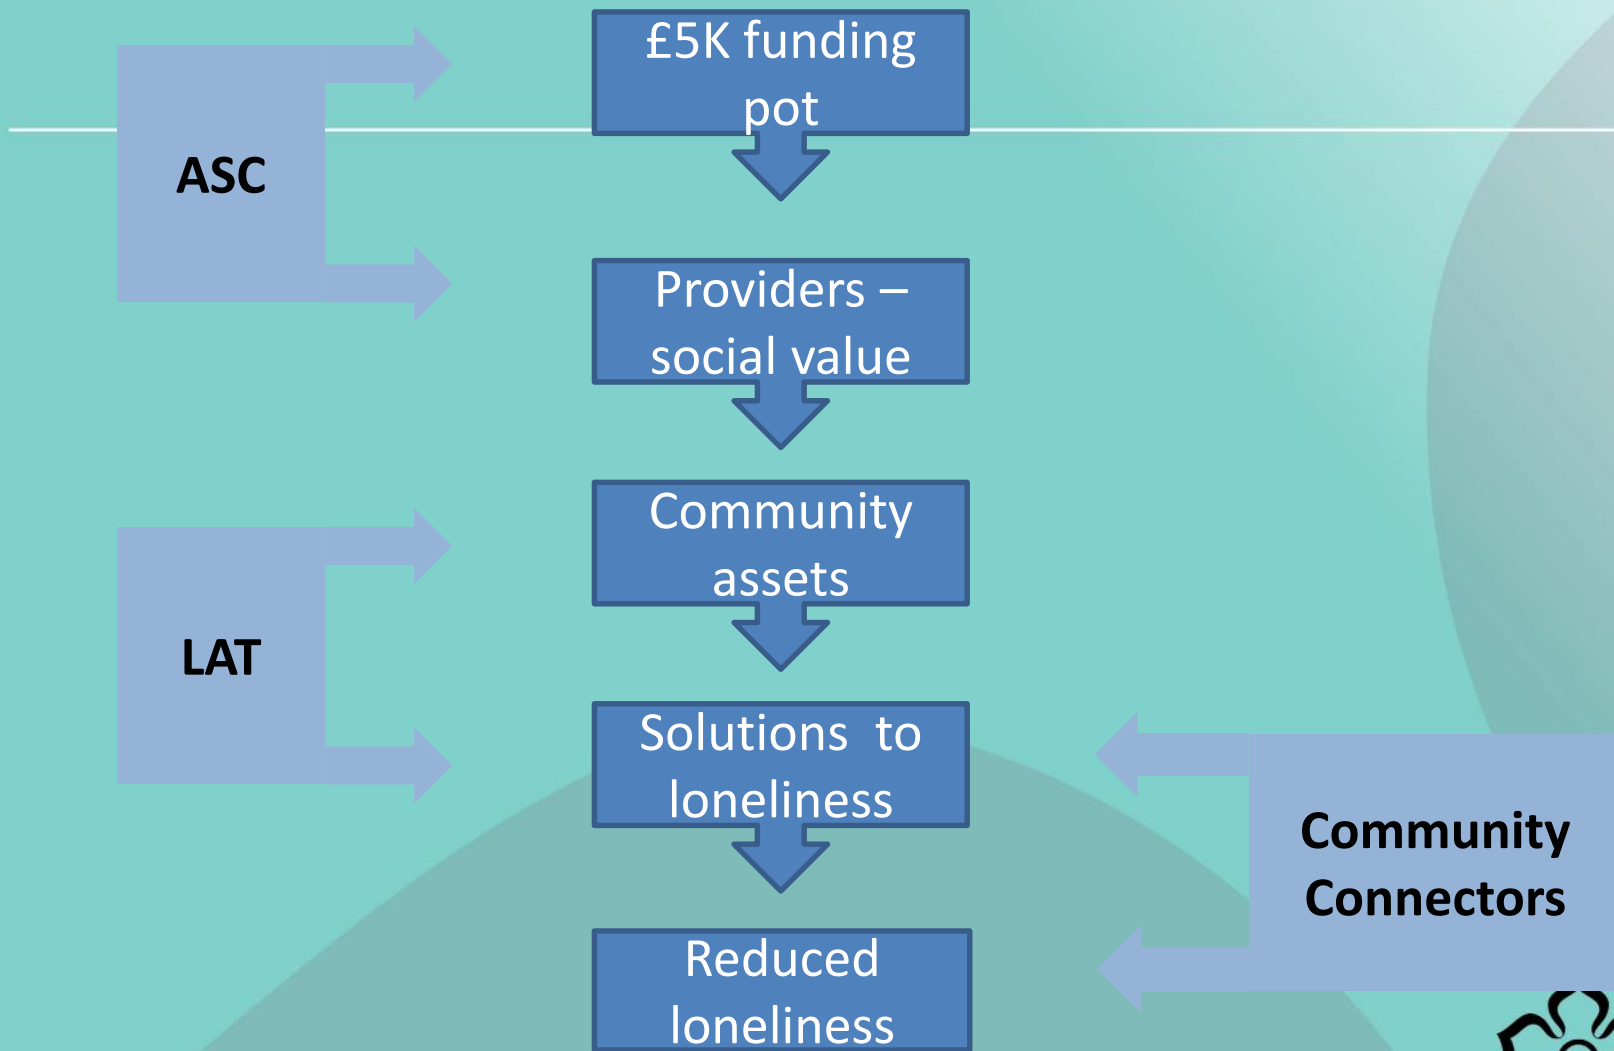 £5K funding
pot
ASC
Providers –
social value
Community
assets
LAT
Solutions  to
loneliness
Community
Connectors
Reduced
loneliness